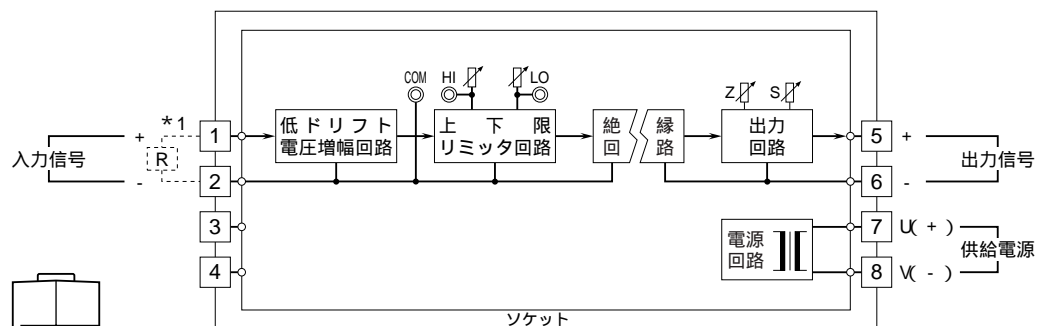 COM
HI
LO
Z
S
*1
+
R
-
入力信号
1
2
3
4
低ドリフト
電圧増幅回路
上下限
リミッタ回路
絶 縁
回 路
出力
回路
電源
回路
5 +
6 -
出力信号
7 U( + )
8 V( - )
供給電源
ソケット